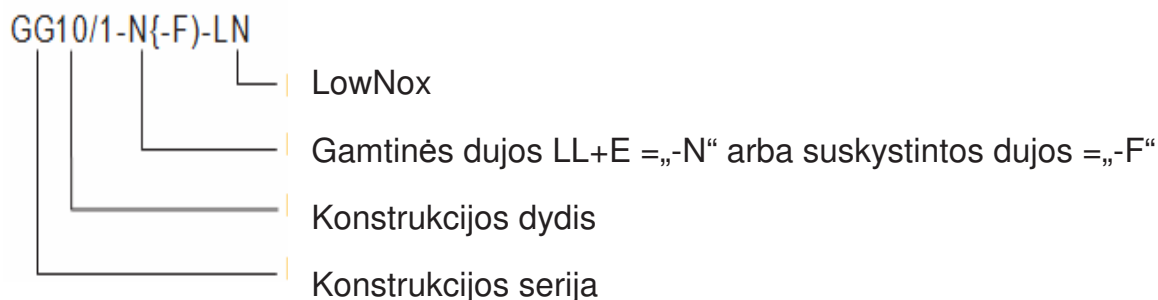 GG10/1-N{-F)-LN
LowNox
Gamtinės dujos LL+E =„-N“ arba suskystintos dujos =„-F“
Konstrukcijos dydis
Konstrukcijos serija